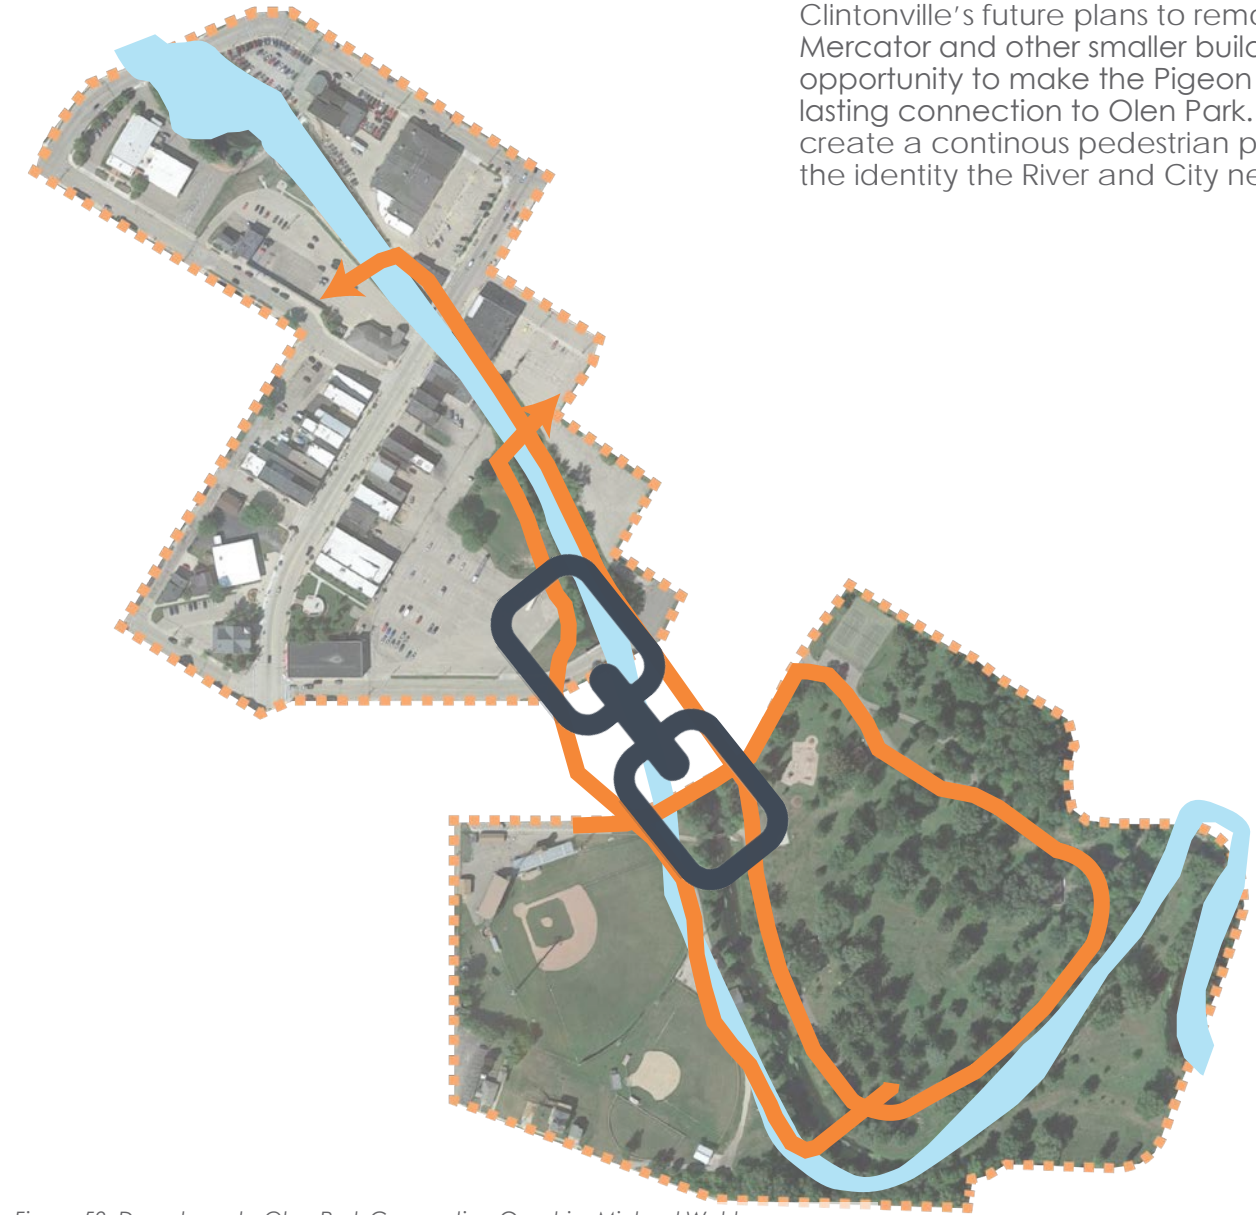 Clintonville's future plans to remo
Mercator and other smaller build
opportunity to make the Pigeon
lasting connection to Olen Park.
create a continous pedestrian p
the identity the River and City ne